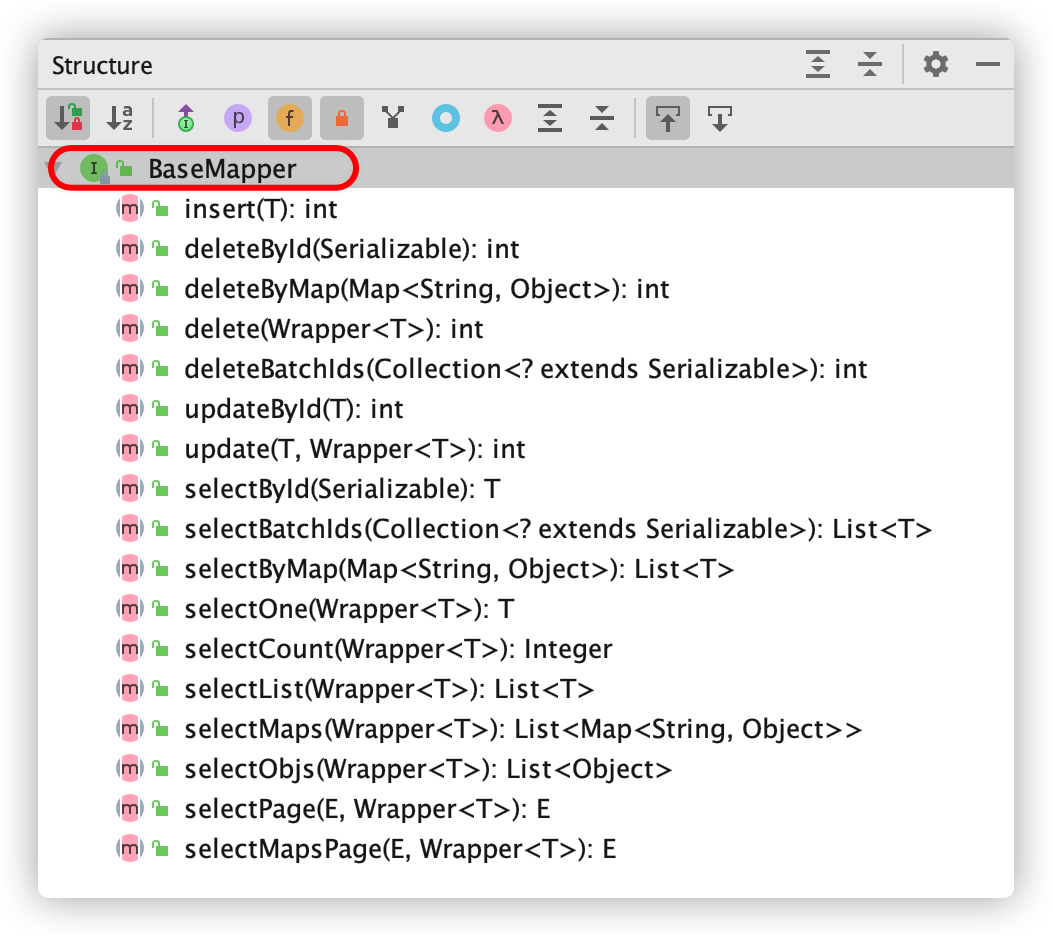 Structure
BaseMapper
insert(T): int
deleteById(Serializable): int
deleteByMap(Map<String, Object>): int
delete(Wrapper<T>): int
deleteBatchIds(Collection<? extends Serializable>): int
updateById(T): int
update(T, Wrapper<T>): int
selectById(Serializable): T
selectBatchIds(Collection<? extends Serializable>): List<T>
selectByMap(Map<String, Object>): List<T>
selectOne(Wrapper<T>): T
selectCount(Wrapper<T>): Integer
selectList(Wrapper<T>): List<T>
selectMaps(Wrapper<T>): List<Map<String, Object>>
selectObjs(Wrapper<T>): List<Object>
selectPage(E, Wrapper<T>): E
selectMapsPage(E, Wrapper<T>): E